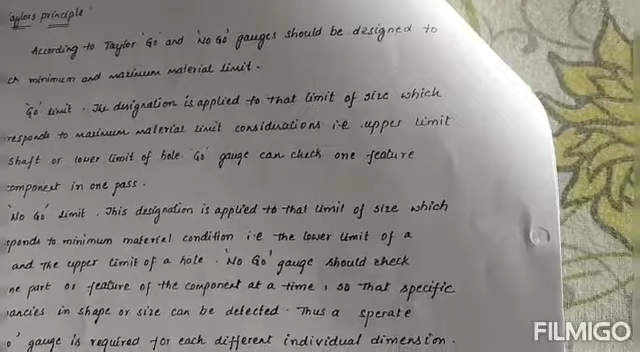 aylors principle
According to Taylor 'Go' and 'No Go' gauges should be designed to
ck minimum and maximum material limit.
'Go' limit. The designation is applied to that limit of size which
responds to maximum material limit considerations i.e upper limit
shaft or lower limit of hole 'Go' gauge can check one feature
component in one pass.
'No Go' limit. This designation is applied to that limit of size which
sponds to minimum material condition i.e the lower limit of a
and the upper limit of a hole. 'No Go' gauge should check
ne part or feature of the component at a time, so that specific
ancies in shape or size can be detected. Thus a sperate
o' gauge is required for each different individual dimension.
FILMIGO